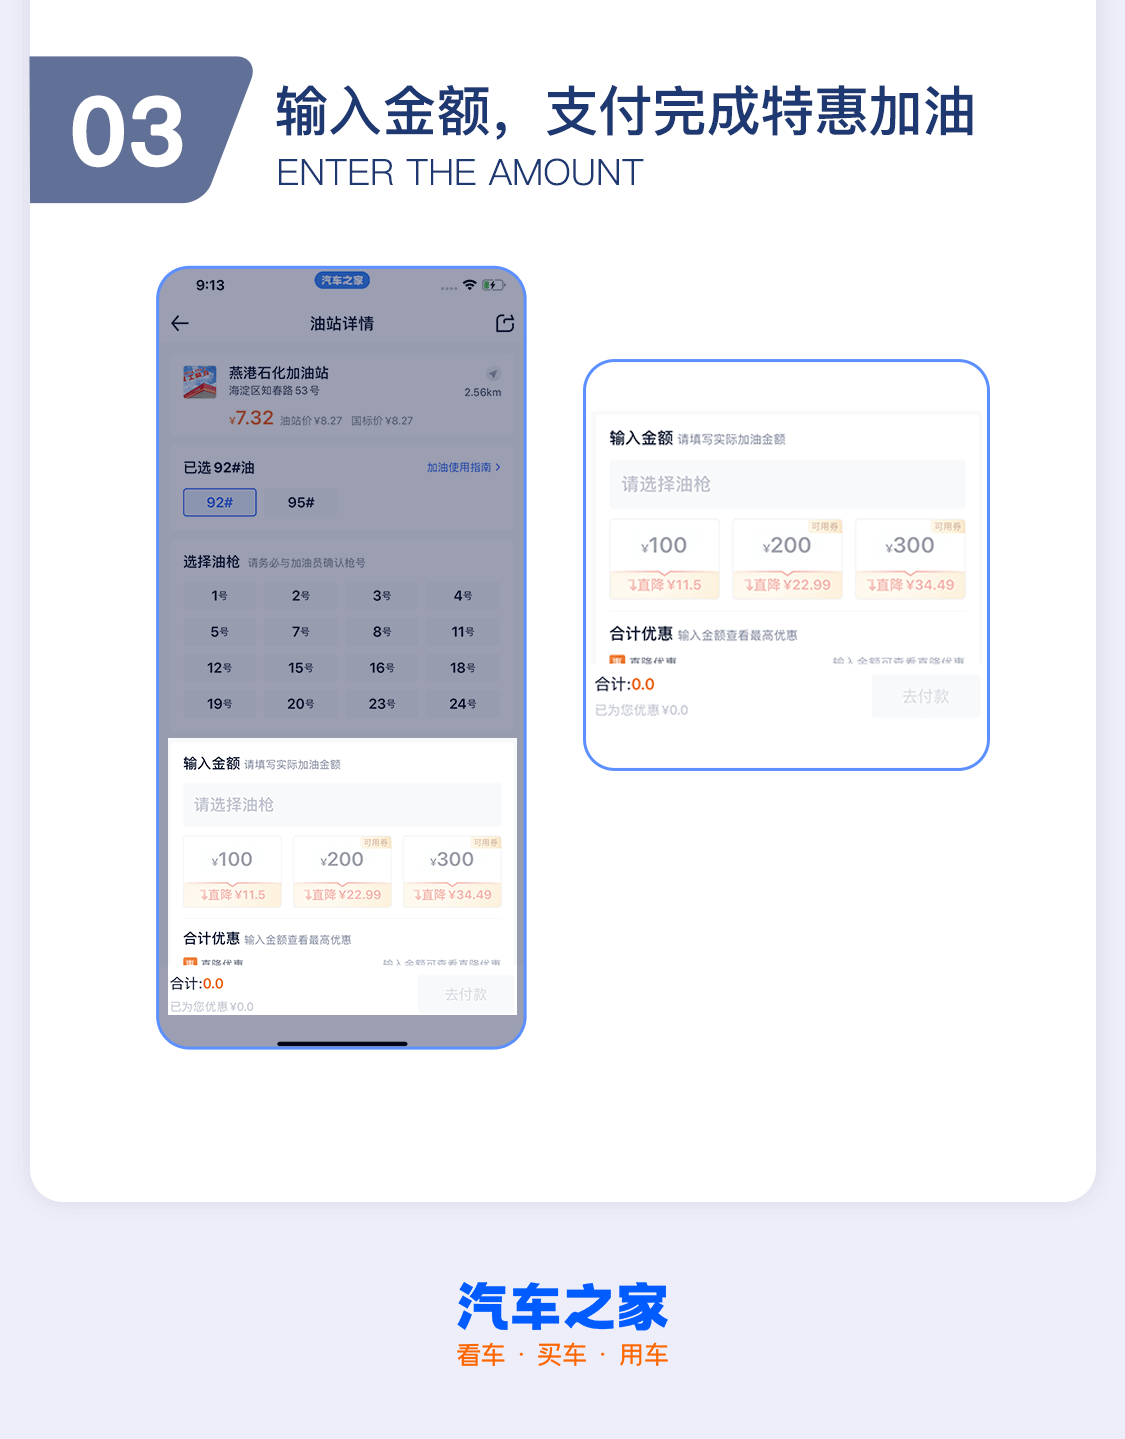 03
输入金额，支付完成特惠加油
ENTER THE AMOUNT
9:13
汽车之家
油站详情
燕港石化加油站
海淀区知春路53号
2.56km
¥7.32 油站价¥8.27 国标价¥8.27
已选92#油
加油使用指南 >
92# 95#
选择油枪 请务必与加油员确认枪号
1号 2号 3号 4号
5号 7号 8号 11号
12号 15号 16号 18号
19号 20号 23号 24号
输入金额 请填写实际加油金额
请选择油枪
可用券 可用券
¥100 ¥200 ¥300
直降¥11.5 直降¥22.99 直降¥34.49
合计优惠 输入金额查看最高优惠
惠 直降优惠 输入金额可查看直降优惠
合计:0.0
已为您优惠¥0.0
去付款
输入金额 请填写实际加油金额
请选择油枪
可用券 可用券
¥100 ¥200 ¥300
直降¥11.5 直降¥22.99 直降¥34.49
合计优惠 输入金额查看最高优惠
惠 直降优惠 输入金额可查看直降优惠
合计:0.0
已为您优惠¥0.0
去付款
汽车之家
看车 · 买车 · 用车